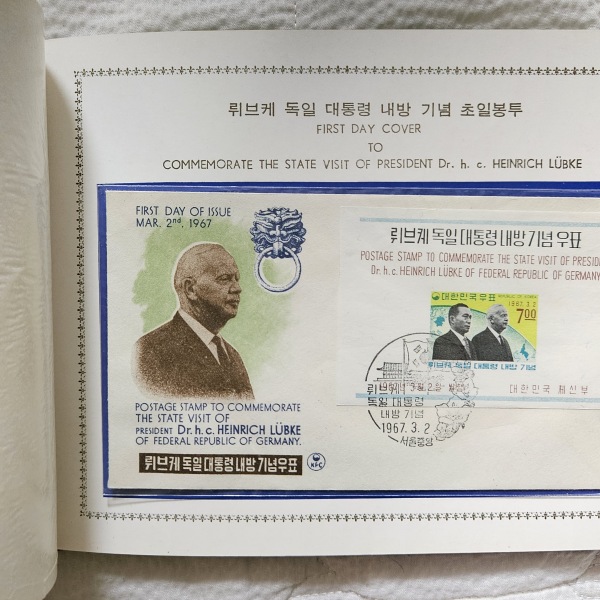 뤼브케 독일 대통령 내방 기념 초일봉투
FIRST DAY COVER
TO
COMMEMORATE THE STATE VISIT OF PRESIDENT Dr. h. c. HEINRICH LÜBKE
FIRST DAY OF ISSUE
MAR. 2nd, 1967
POSTAGE STAMP TO COMMEMORATE
THE STATE VISIT OF
PRESIDENT Dr. h. c. HEINRICH LÜBKE
OF FEDERAL REPUBLIC OF GERMANY.
뤼브케 독일 대통령 내방 기념 우표
KPC
뤼브케 독일 대통령 내방 기념 우표
POSTAGE STAMP TO COMMEMORATE THE STATE VISIT OF PRESID
Dr. h. c. HEINRICH LÜBKE OF FEDERAL REPUBLIC OF GERMANY.
대한민국우표
REPUBLIC OF KOREA
1967. 3. 2
7.00
뤼브케 독일 대통령 내방 기념
대한민국 체신부
뤼브케
독일 대통령
내방 기념
1967. 3. 2
서울중앙